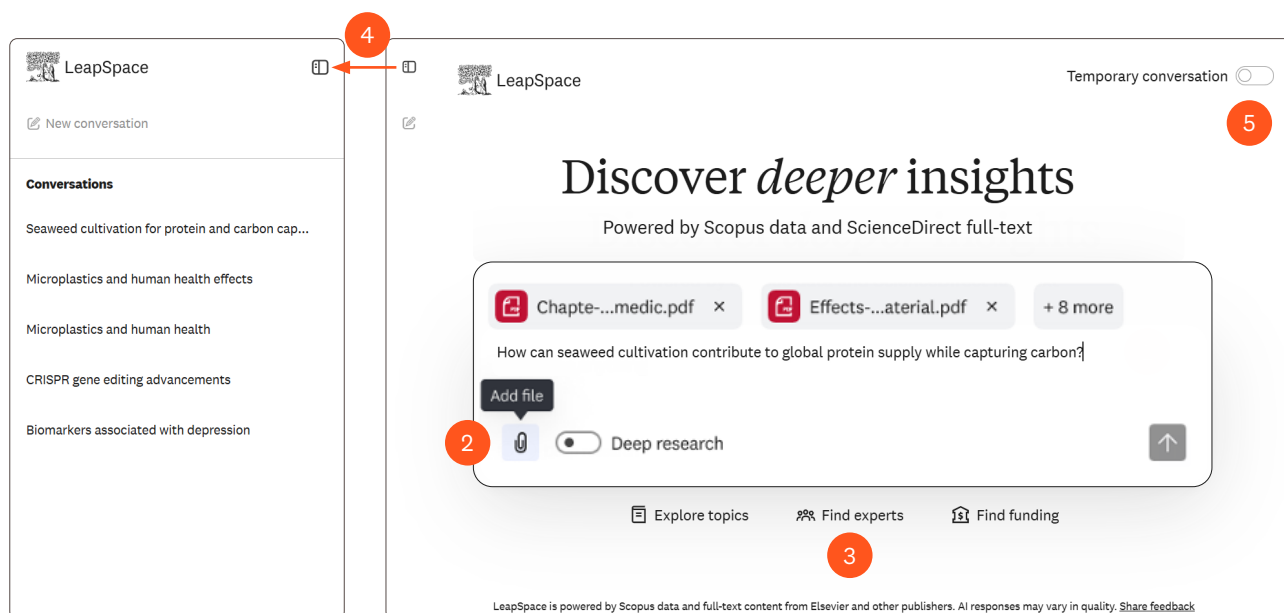 4
LeapSpace
New conversation
Conversations
Seaweed cultivation for protein and carbon cap...
Microplastics and human health effects
Microplastics and human health
CRISPR gene editing advancements
Biomarkers associated with depression
LeapSpace
Temporary conversation
5
Discover deeper insights
Powered by Scopus data and ScienceDirect full-text
PDF Chapte-...medic.pdf × PDF Effects-...aterial.pdf × + 8 more
How can seaweed cultivation contribute to global protein supply while capturing carbon?
Add file
2 Deep research
Explore topics Find experts $ Find funding
3
LeapSpace is powered by Scopus data and full-text content from Elsevier and other publishers. AI responses may vary in quality. Share feedback